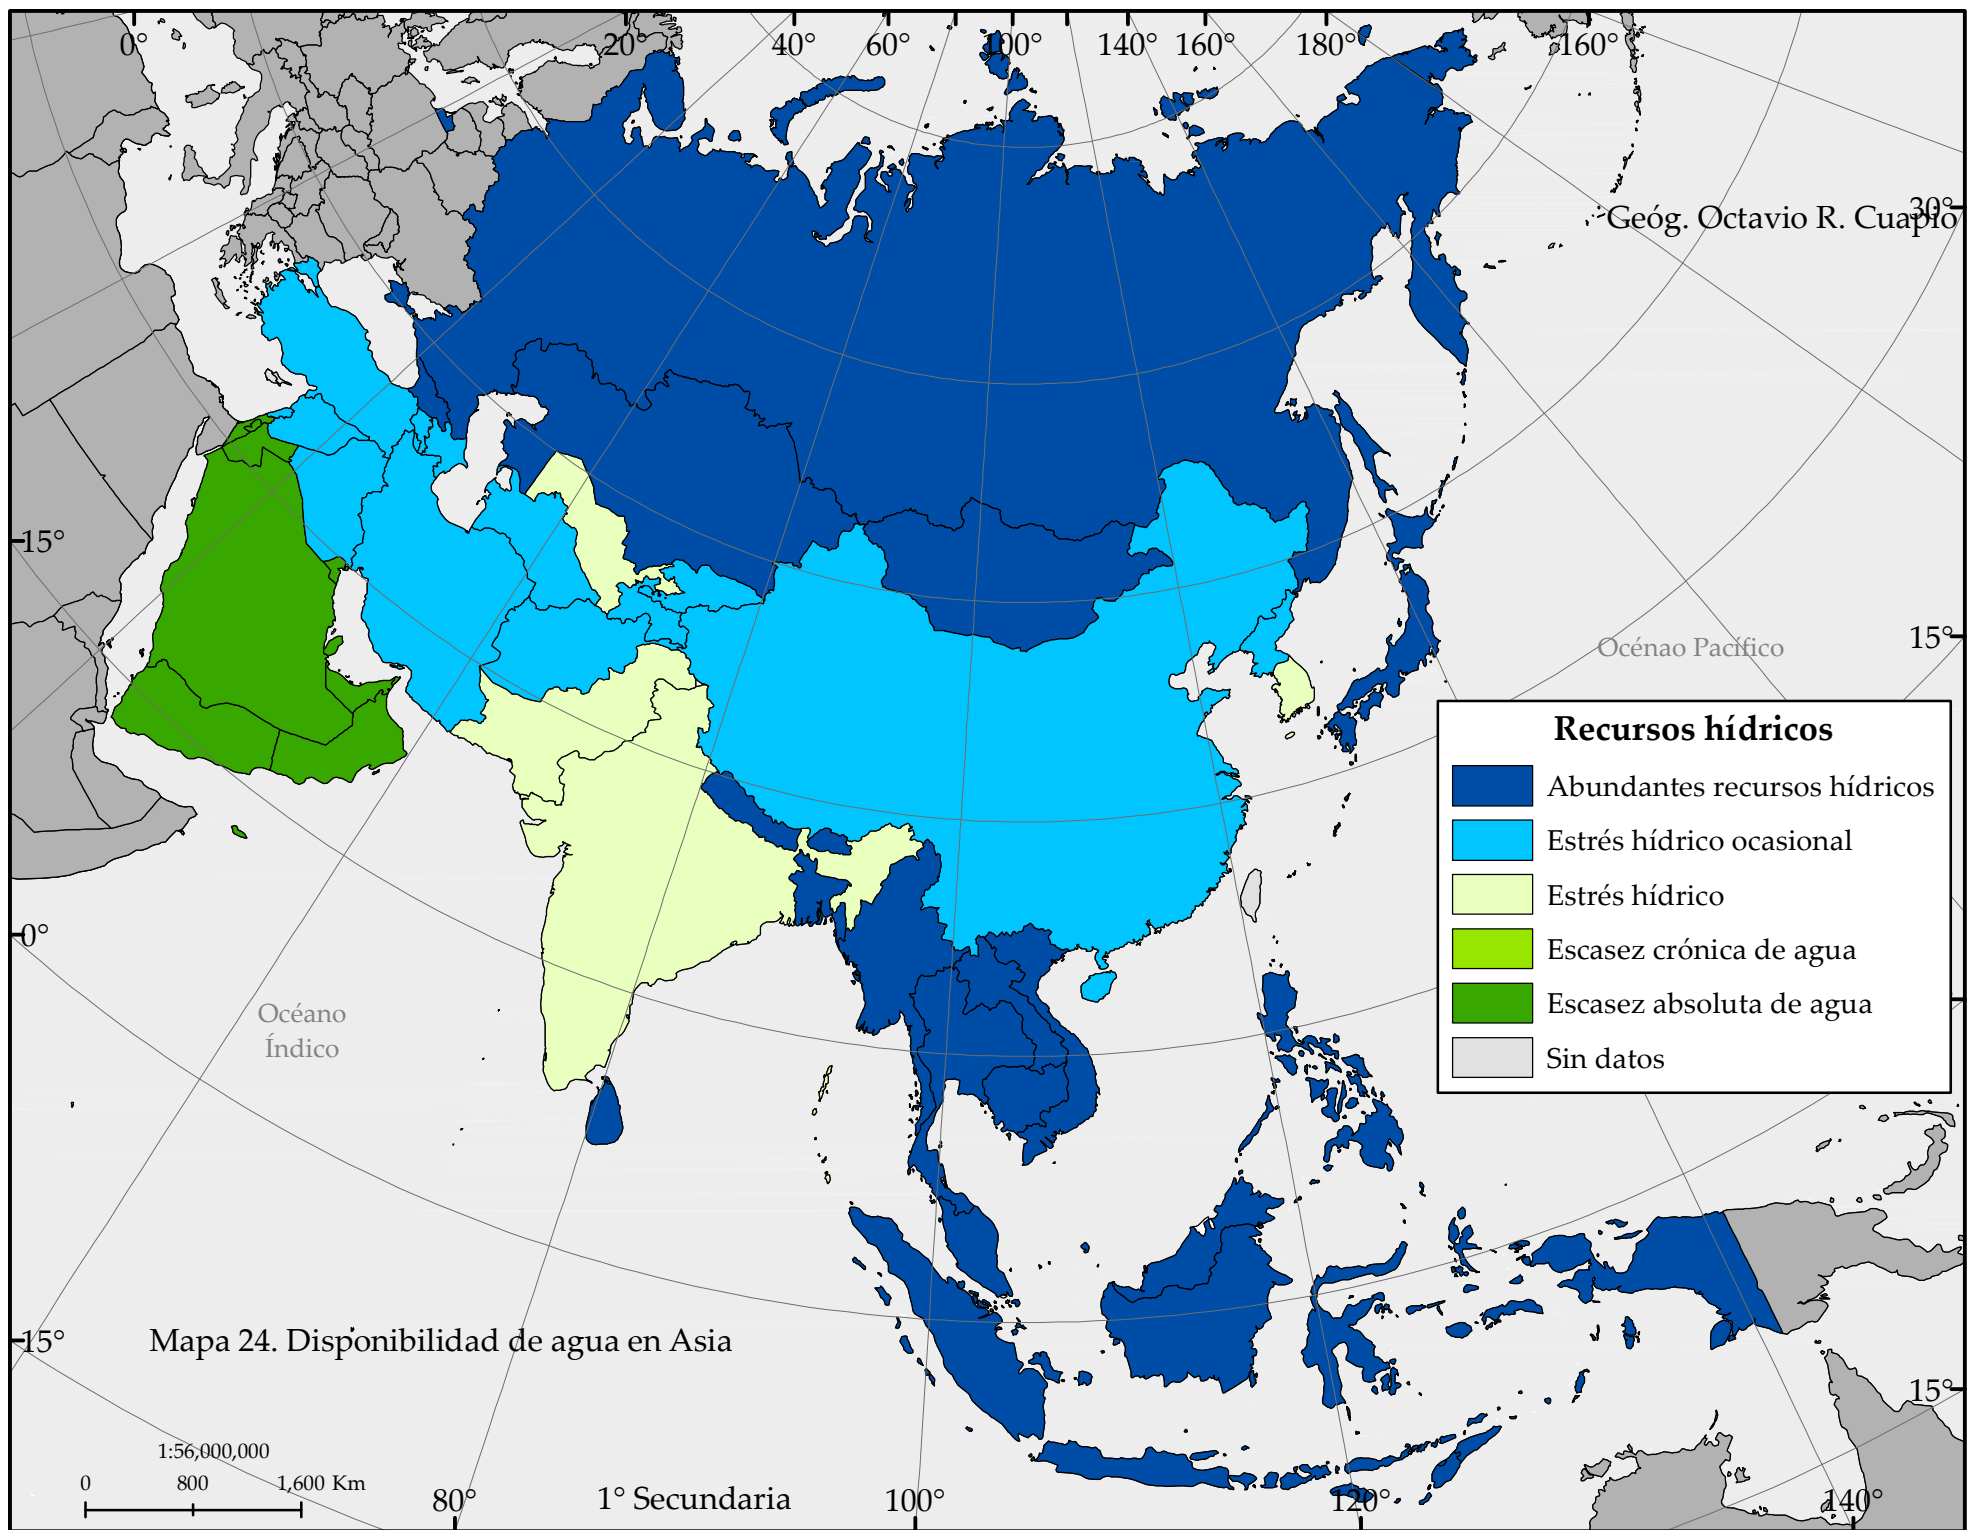 0°
20°
40°
60°
100°
140°
160°
180°
160°
30°
Geóg. Octavio R. Cuapio
15°
15°
Océnao Pacífico
Recursos hídricos
Abundantes recursos hídricos
Estrés hídrico ocasional
Estrés hídrico
Escasez crónica de agua
Escasez absoluta de agua
Sin datos
0°
Océano
Índico
15°
Mapa 24. Disponibilidad de agua en Asia
15°
1:56,000,000
0 800 1,600 Km
80°
1° Secundaria
100°
120°
140°